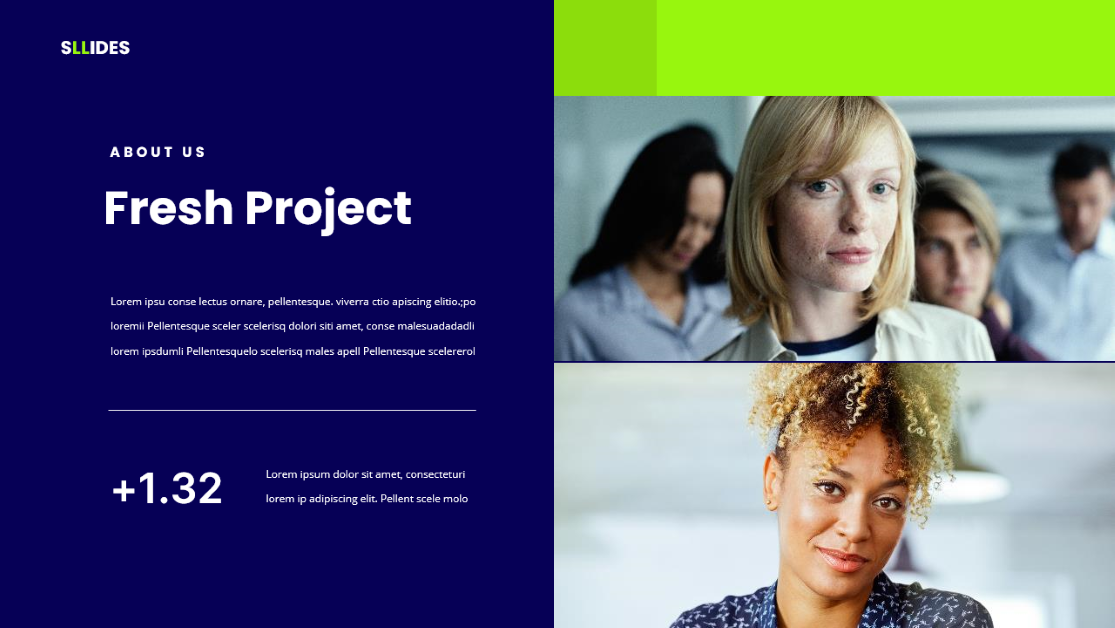 SLLIDES
ABOUT US
Fresh Project
Lorem ipsu conse lectus ornare, pellentesque. viverra ctio apiscing elitio.;po
loremii Pellentesque sceler scelerisq dolori siti amet, conse malesuadadadli
lorem ipsdumli Pellentesquelo scelerisq males apell Pellentesque scelererol
+1.32
Lorem ipsum dolor sit amet, consecteturi
lorem ip adipiscing elit. Pellent scele molo